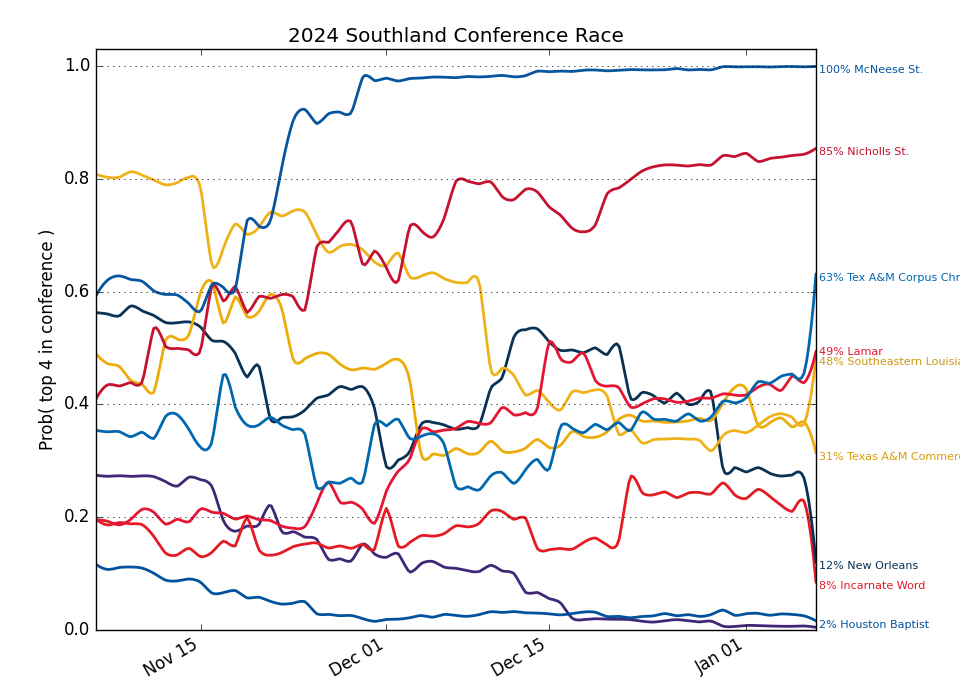 2024 Southland Conference Race
Prob( top 4 in conference )
1.0
0.8
0.6
0.4
0.2
0.0
Nov 15
Dec 01
Dec 15
Jan 01
100% McNeese St.
85% Nicholls St.
63% Tex A&M Corpus Chr
49% Lamar
48% Southeastern Louisia
31% Texas A&M Commerc
12% New Orleans
8% Incarnate Word
2% Houston Baptist